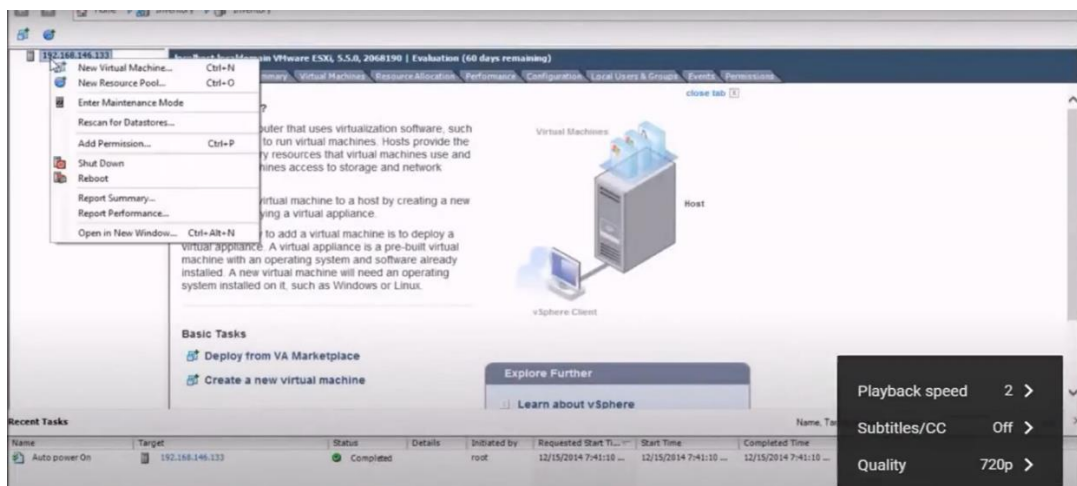 Home Inventory Inventory
192.168.146.133
VMware ESXi, 5.5.0, 2068190 | Evaluation (60 days remaining)
Virtual Machines Resource Allocation Performance Configuration Local Users & Groups Events Permissions
close tab
New Virtual Machine... Ctrl+N
New Resource Pool... Ctrl+O
Enter Maintenance Mode
Rescan for Datastores...
Add Permission... Ctrl+P
Shut Down
Reboot
Report Summary...
Report Performance...
Open in New Window... Ctrl+Alt+N
?
that uses virtualization software, such
to run virtual machines. Hosts provide the
resources that virtual machines use and
access to storage and network
virtual machine to a host by creating a new
a virtual appliance.
to add a virtual machine is to deploy a
virtual appliance. A virtual appliance is a pre-built virtual
machine with an operating system and software already
installed. A new virtual machine will need an operating
system installed on it, such as Windows or Linux.
Virtual Machines
Host
vSphere Client
Basic Tasks
Deploy from VA Marketplace
Create a new virtual machine
Explore Further
Learn about vSphere
Playback speed 2
Subtitles/CC Off
Quality 720p
Recent Tasks
Name,
Name Target Status Details Initiated by Requested Start Ti... Start Time Completed Time
Auto power On 192.168.146.133 Completed root 12/15/2014 7:41:10 ... 12/15/2014 7:41:10 ... 12/15/2014 7:41:10 ...